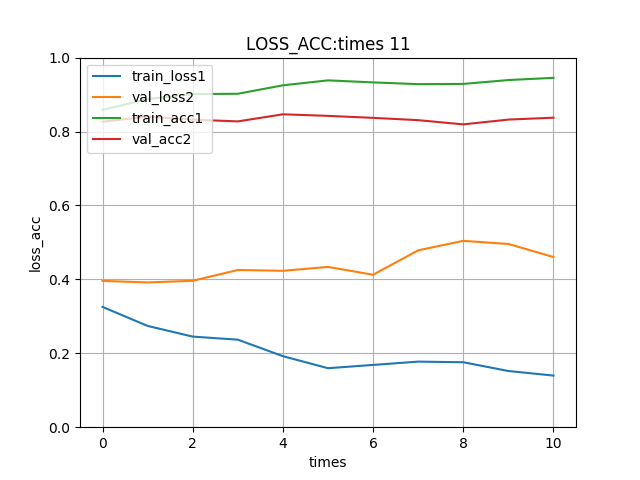 LOSS_ACC:times 11
train_loss1
val_loss2
train_acc1
val_acc2
1.0
0.8
0.6
0.4
0.2
0.0
loss_acc
0 2 4 6 8 10
times